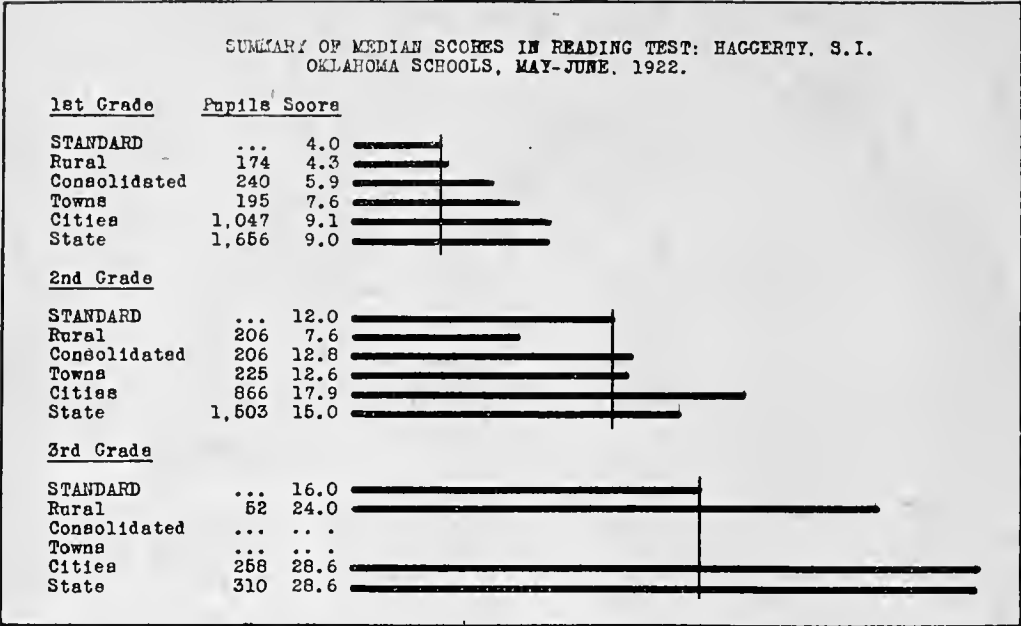 SUMMARY OF MEDIAN SCORES IN READING TEST: HAGGERTY, S.I.
OKLAHOMA SCHOOLS, MAY-JUNE, 1922.
1st Grade Pupils Score
STANDARD ... 4.0
Rural 174 4.3
Consolidated 240 5.9
Towns 195 7.6
Cities 1,047 9.1
State 1,656 9.0
2nd Grade
STANDARD ... 12.0
Rural 206 7.6
Consolidated 206 12.8
Towns 225 12.6
Cities 866 17.9
State 1,503 15.0
3rd Grade
STANDARD ... 16.0
Rural 52 24.0
Consolidated ... .. .
Towns ... .. .
Cities 258 28.6
State 310 28.6